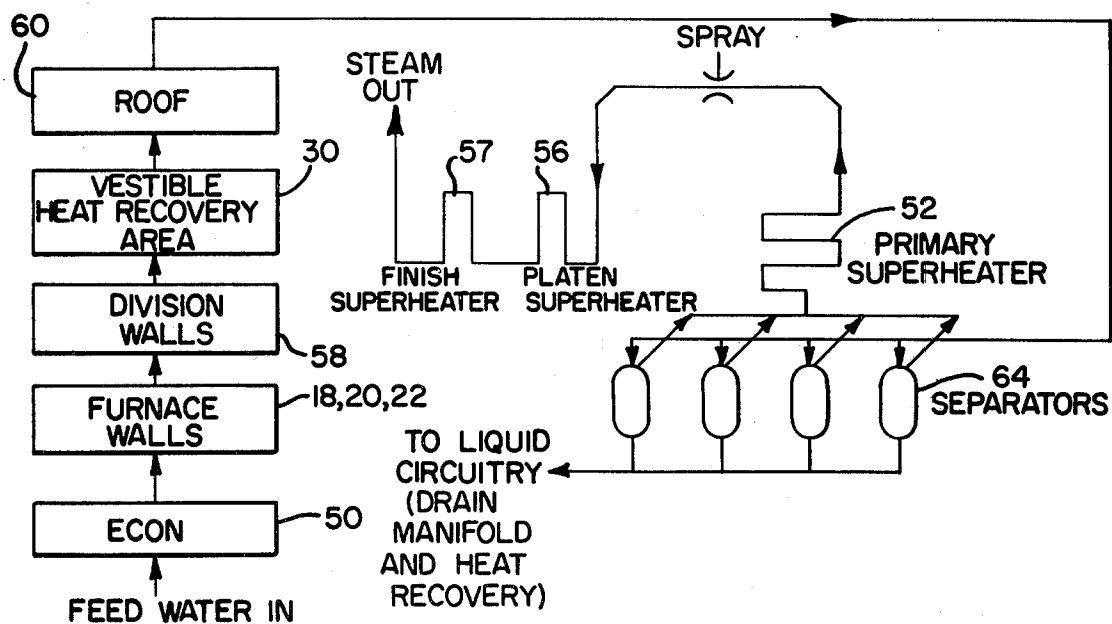 60
ROOF
30
VESTIBLE
HEAT RECOVERY
AREA
DIVISION
WALLS
58
FURNACE
WALLS
18,20,22
ECON
50
FEED WATER IN
STEAM
OUT
57
56
FINISH
SUPERHEATER
PLATEN
SUPERHEATER
SPRAY
52
PRIMARY
SUPERHEATER
64
SEPARATORS
TO LIQUID
CIRCUITRY
(DRAIN
MANIFOLD
AND HEAT
RECOVERY)